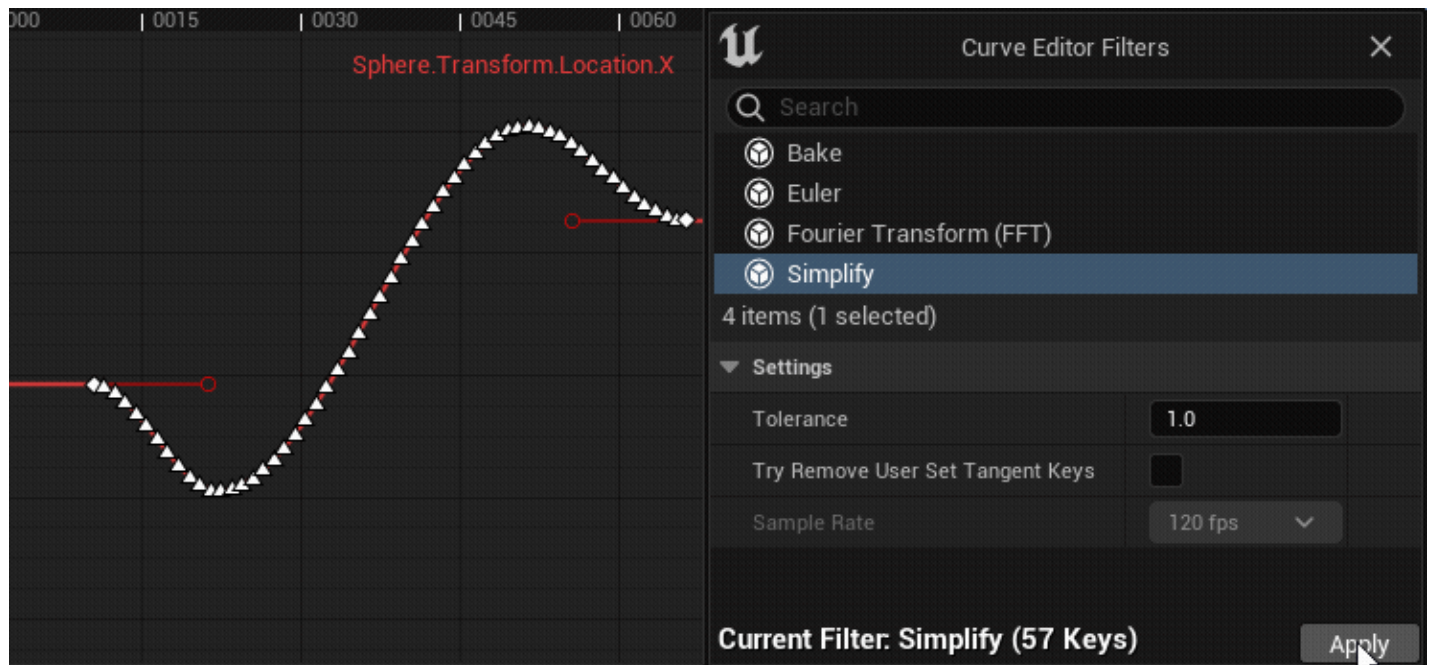 000 0015 0030 0045 0060
Sphere.Transform.Location.X
Curve Editor Filters
Search
Bake
Euler
Fourier Transform (FFT)
Simplify
4 items (1 selected)
Settings
Tolerance 1.0
Try Remove User Set Tangent Keys
Sample Rate 120 fps
Current Filter: Simplify (57 Keys) Apply